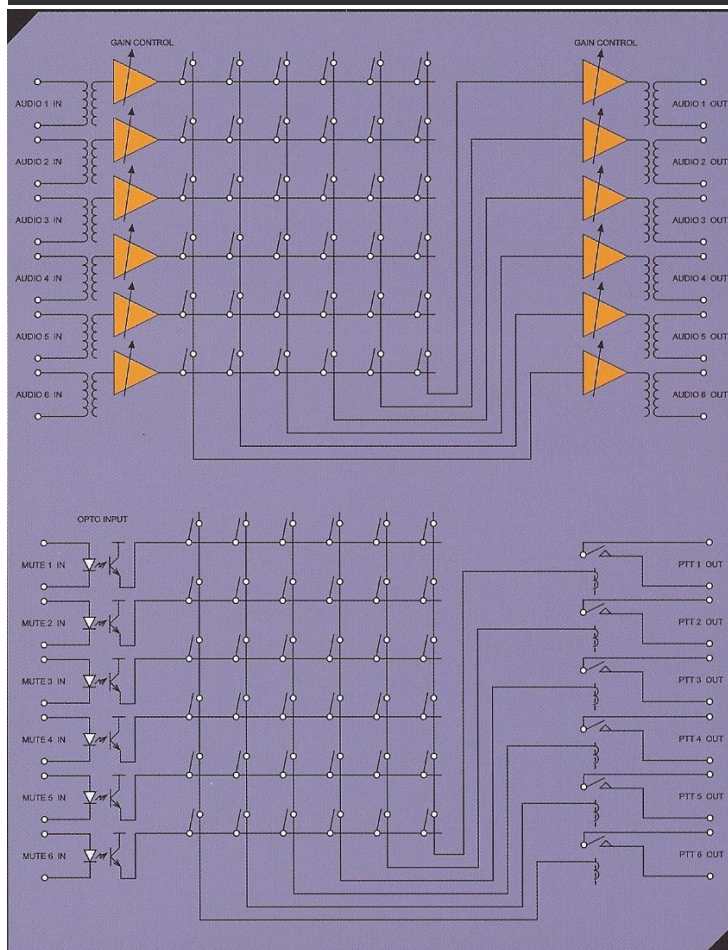 GAIN CONTROL
GAIN CONTROL
AUDIO 1 IN
AUDIO 1 OUT
AUDIO 2 IN
AUDIO 2 OUT
AUDIO 3 IN
AUDIO 3 OUT
AUDIO 4 IN
AUDIO 4 OUT
AUDIO 5 IN
AUDIO 5 OUT
AUDIO 6 IN
AUDIO 6 OUT
OPTO INPUT
MUTE 1 IN
PTT 1 OUT
MUTE 2 IN
PTT 2 OUT
MUTE 3 IN
PTT 3 OUT
MUTE 4 IN
PTT 4 OUT
MUTE 5 IN
PTT 5 OUT
MUTE 6 IN
PTT 6 OUT